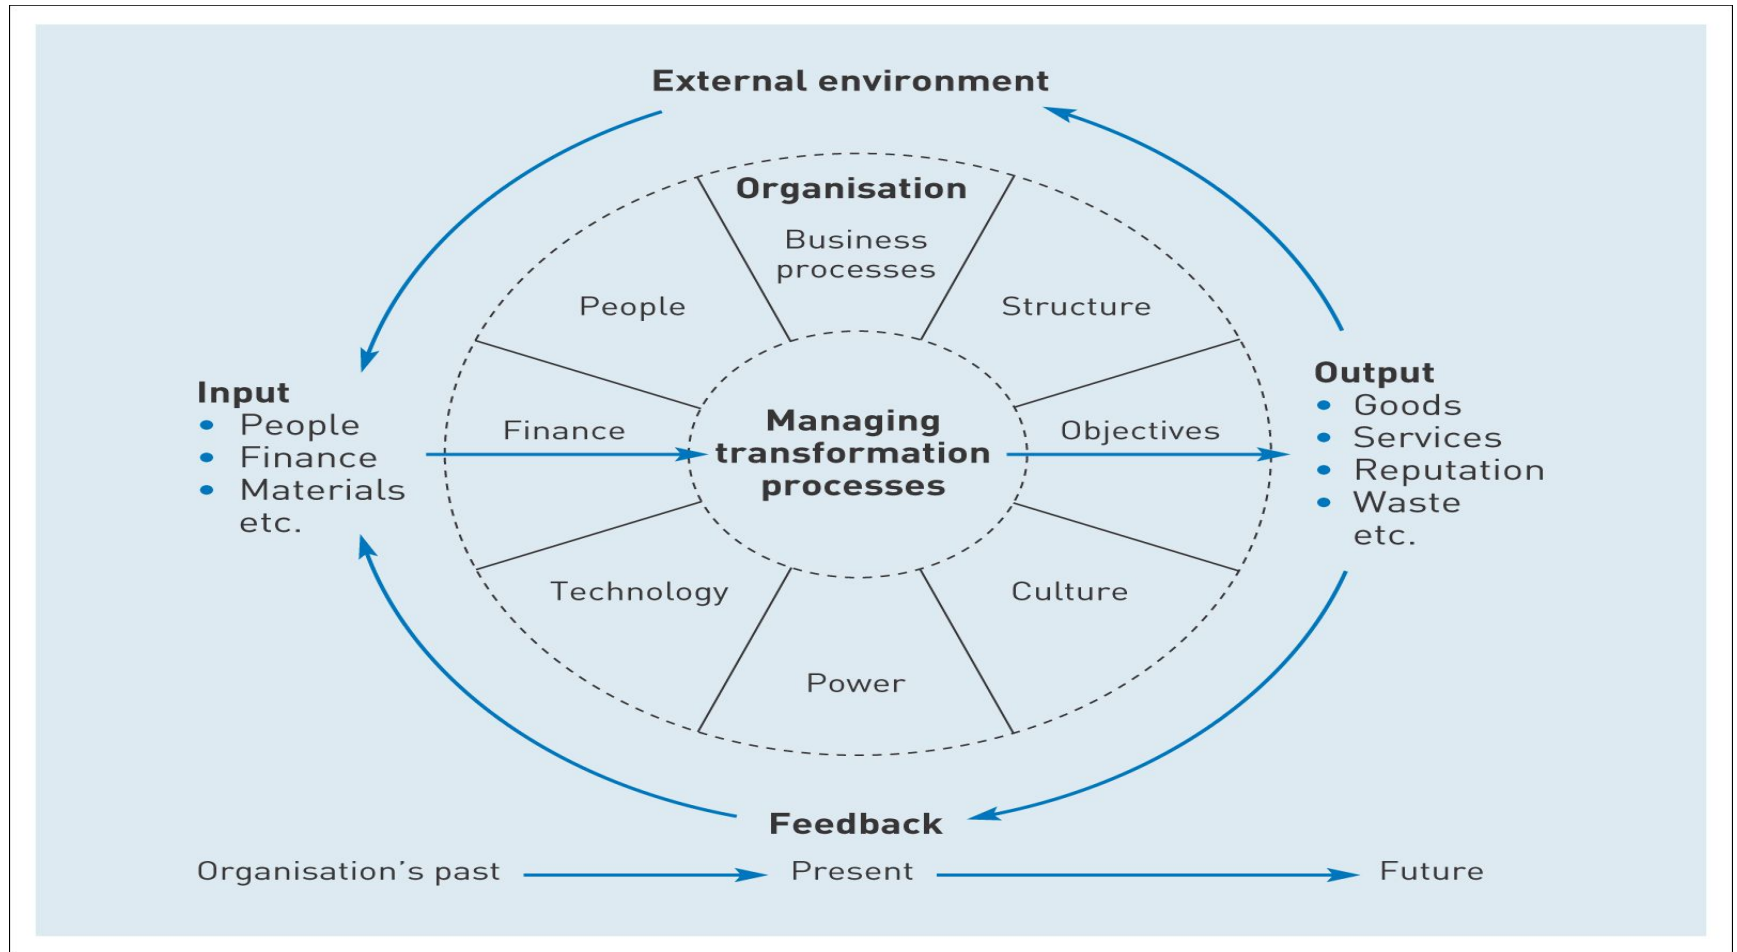 External environment
Organisation
Business
processes
People
Structure
Input
• People
• Finance
• Materials
etc.
Finance
Managing
transformation
processes
Objectives
Output
• Goods
• Services
• Reputation
• Waste
etc.
Technology
Culture
Power
Feedback
Organisation’s past
Present
Future